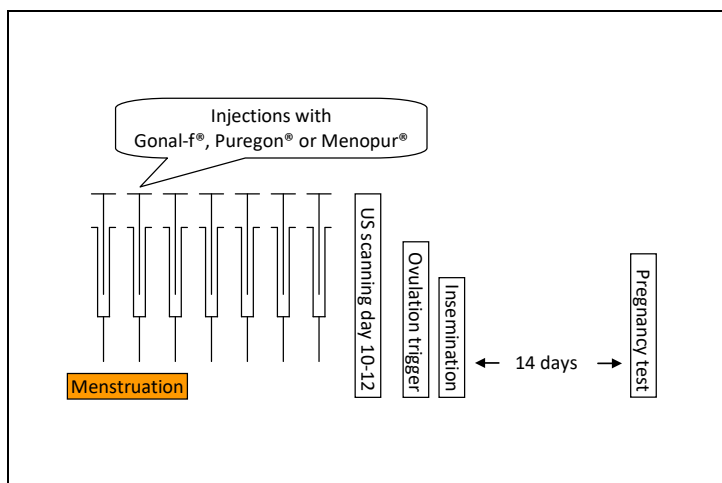 Injections with
Gonal-f®, Puregon® or Menopur®
US scanning day 10-12
Ovulation trigger
Insemination
Pregnancy test
14 days
Menstruation